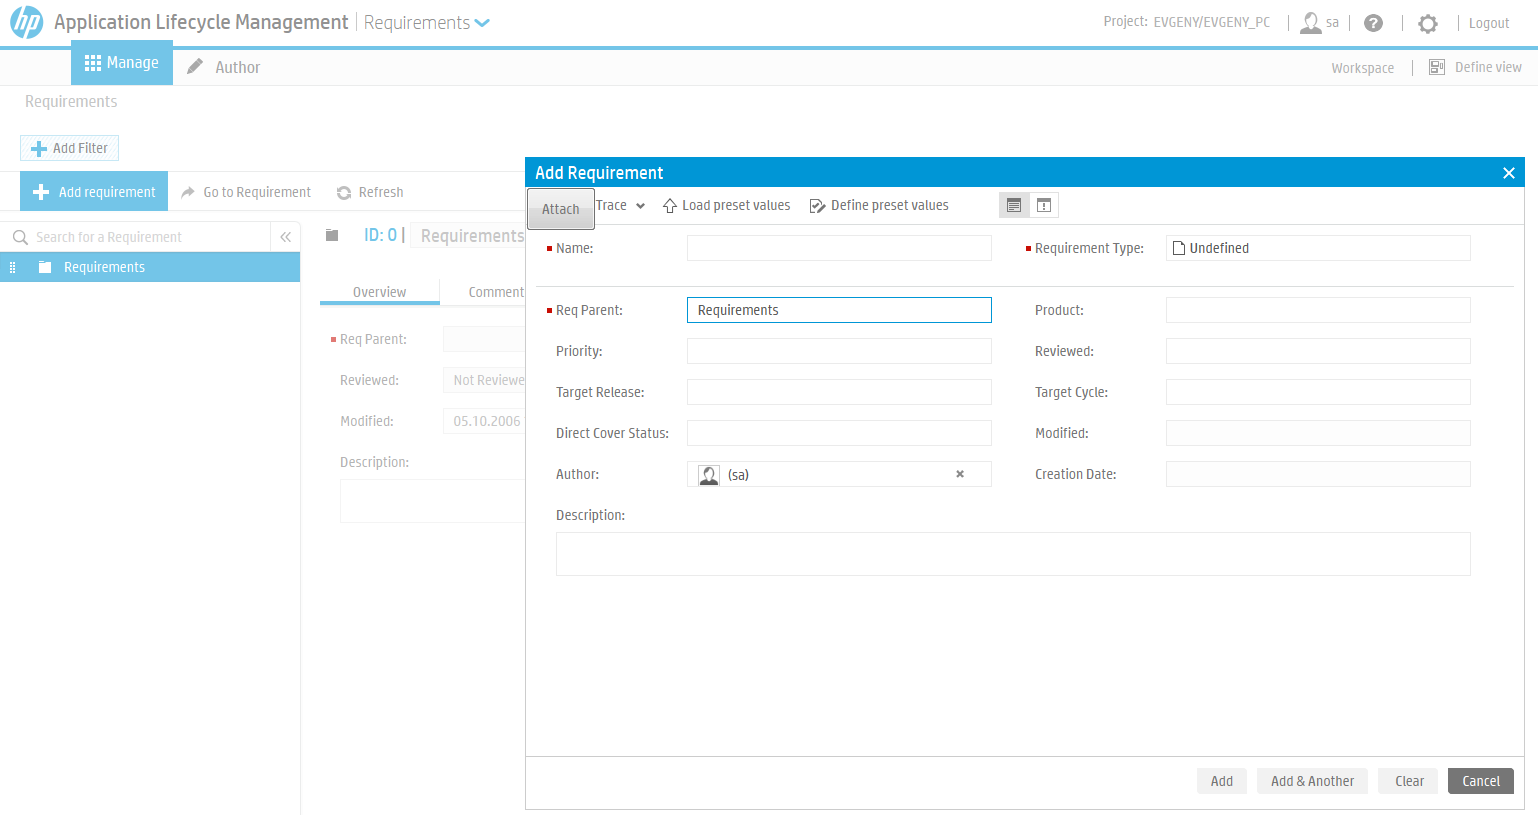 hp Application Lifecycle Management | Requirements
Project: EVGENY/EVGENY_PC | sa | ? | | Logout
Manage
Author
Workspace | Define view
Requirements
Add Filter
Add requirement
Go to Requirement
Refresh
Search for a Requirement
Requirements
ID: 0 | Requirements
Overview
Comment
Req Parent:
Reviewed: Not Reviewe
Modified: 05.10.2006
Description:
Add Requirement
Attach
Trace
Load preset values
Define preset values
Name:
Requirement Type: Undefined
Req Parent: Requirements
Product:
Priority:
Reviewed:
Target Release:
Target Cycle:
Direct Cover Status:
Modified:
Author: (sa)
Creation Date:
Description:
Add
Add & Another
Clear
Cancel